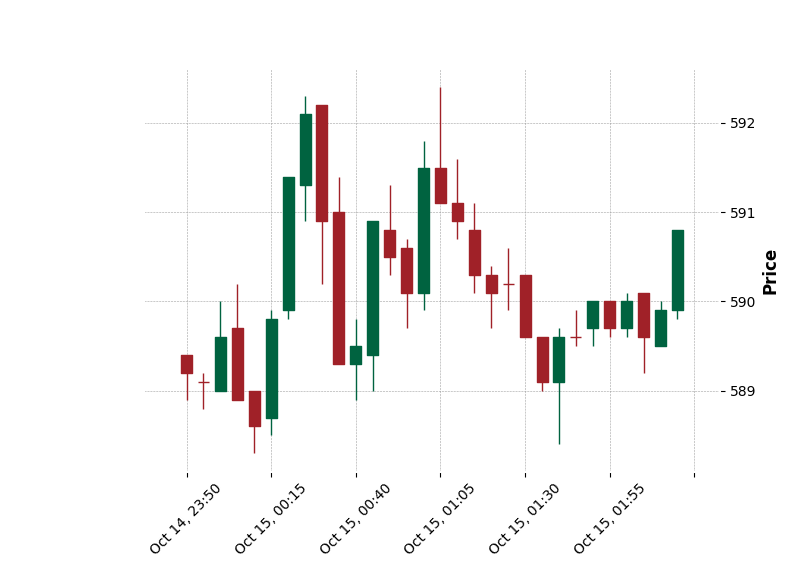 592
591
590
589
Price
Oct 14, 23:50
Oct 15, 00:15
Oct 15, 00:40
Oct 15, 01:05
Oct 15, 01:30
Oct 15, 01:55